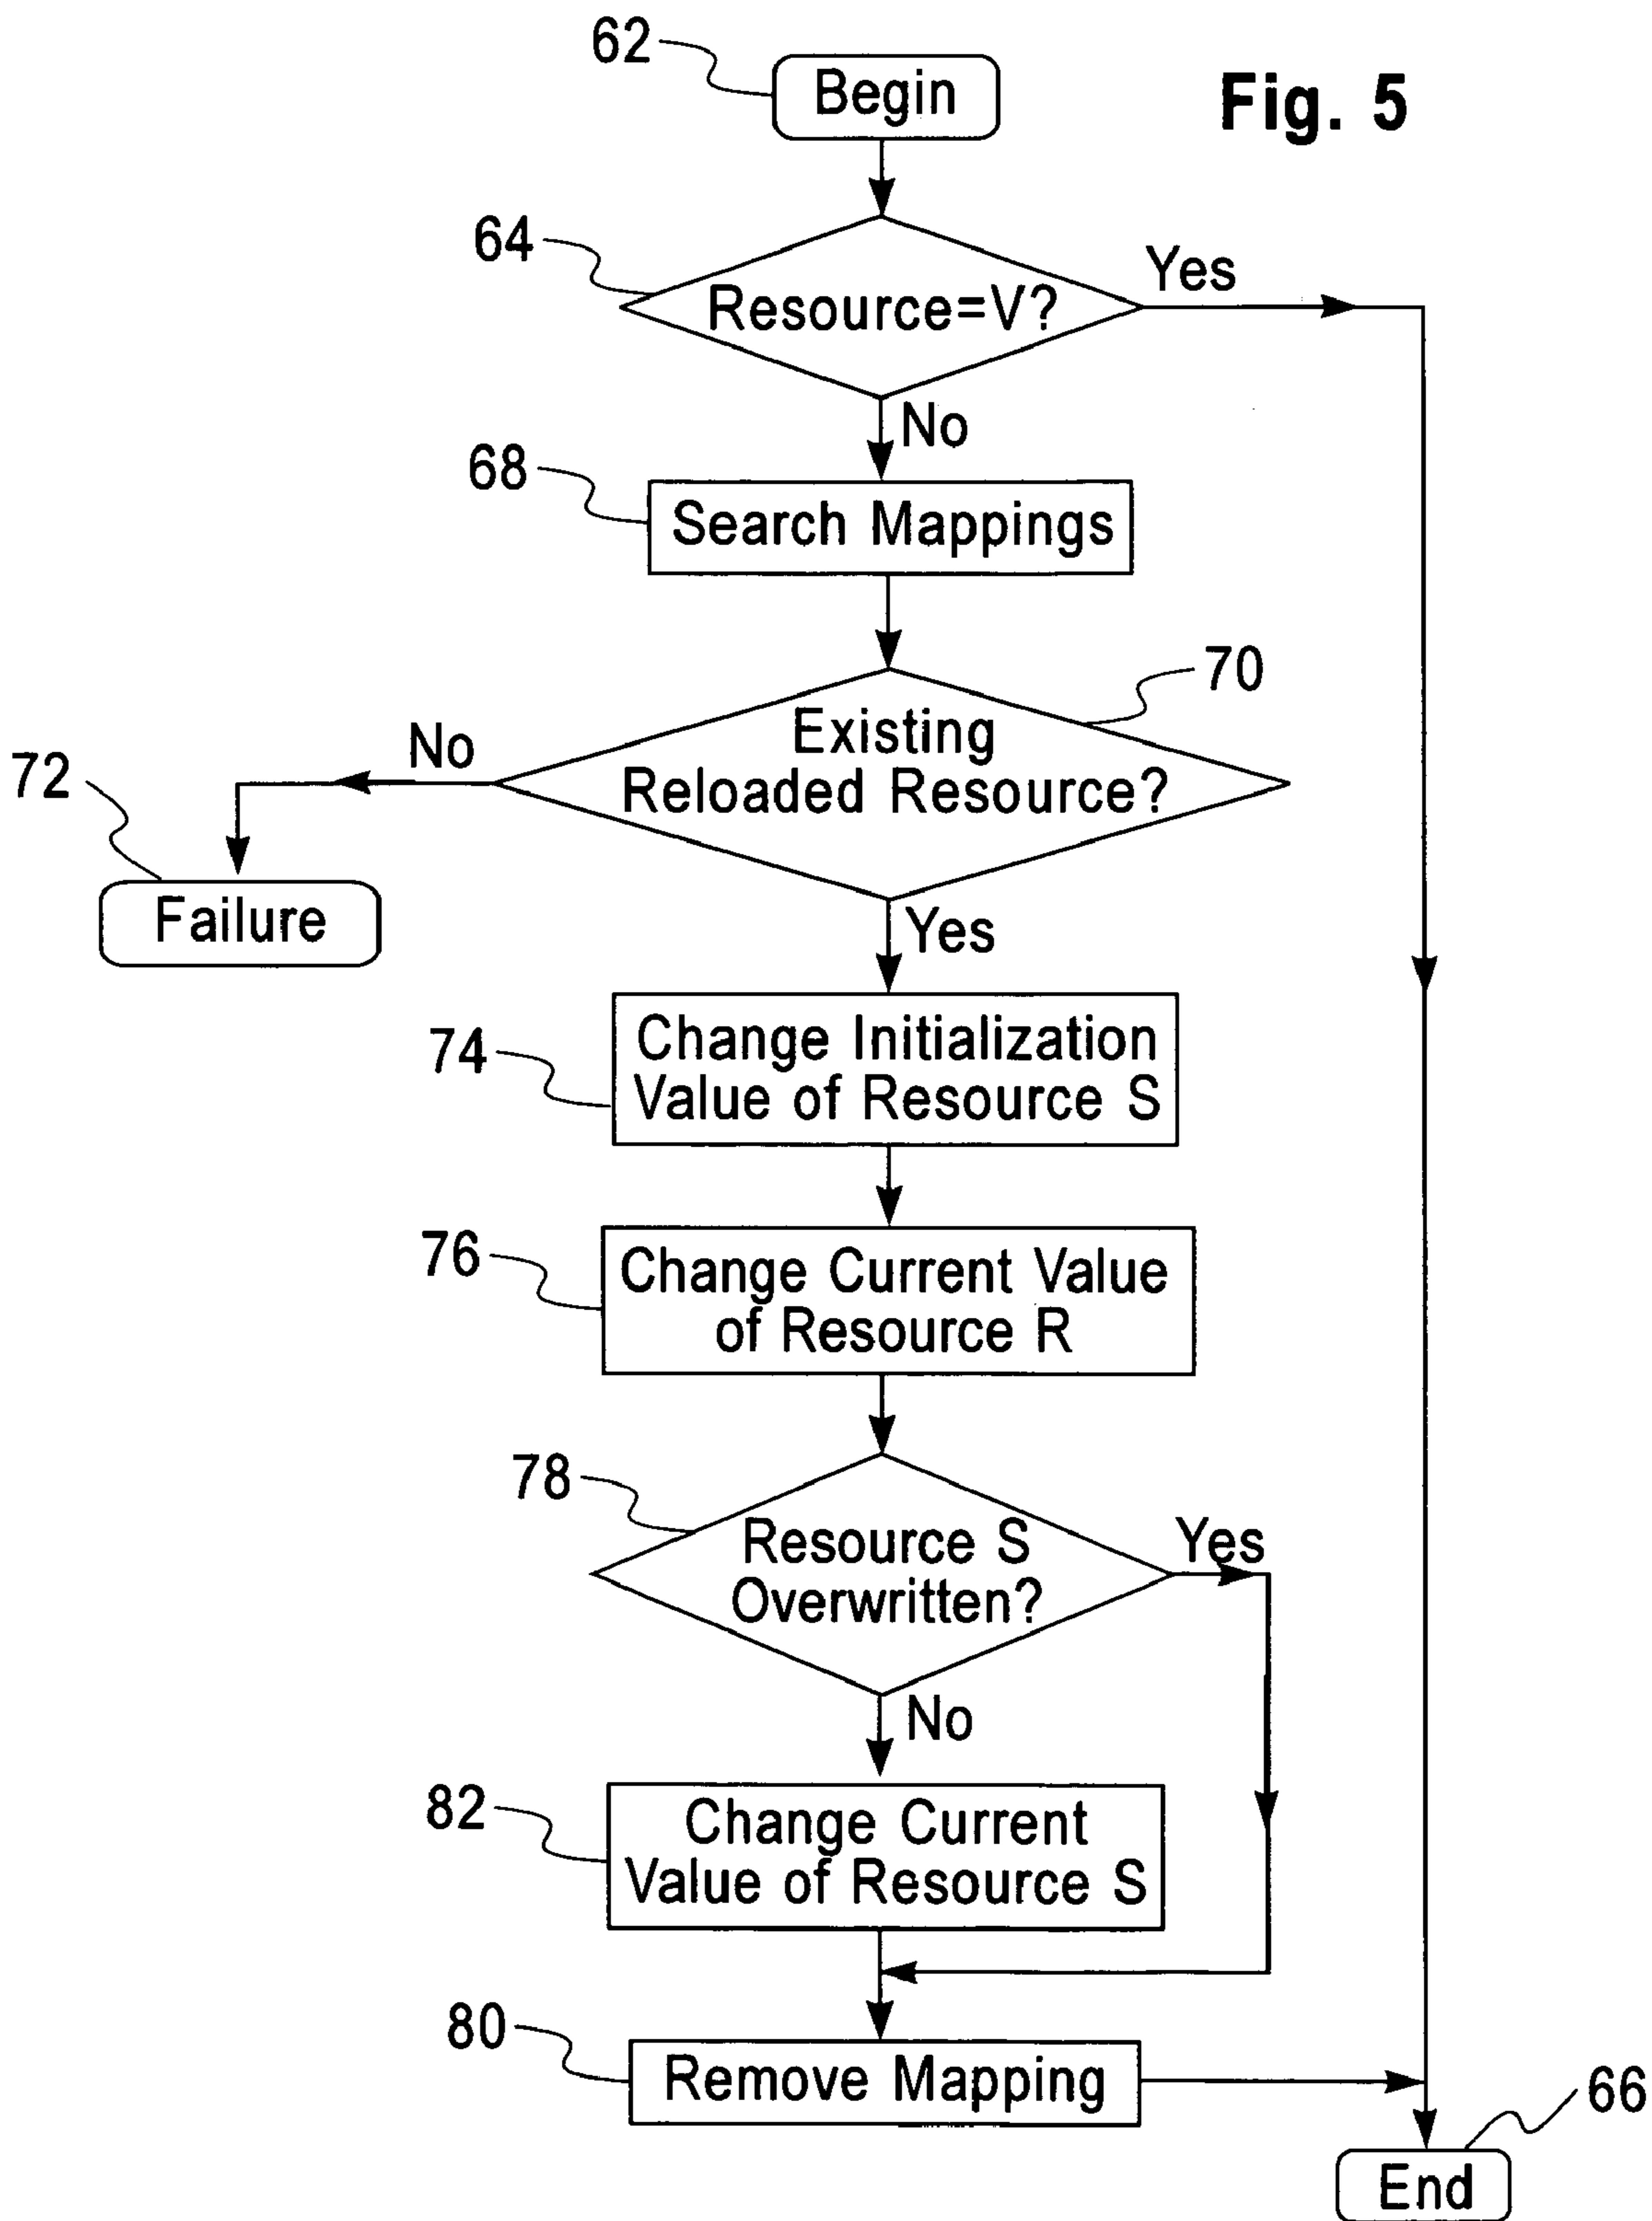 62
Begin
Fig. 5
64
Resource=V?
Yes
No
68
Search Mappings
70
Existing
Reloaded Resource?
No
72
Failure
Yes
74
Change Initialization
Value of Resource S
76
Change Current Value
of Resource R
78
Resource S
Overwritten?
Yes
No
82
Change Current
Value of Resource S
80
Remove Mapping
66
End